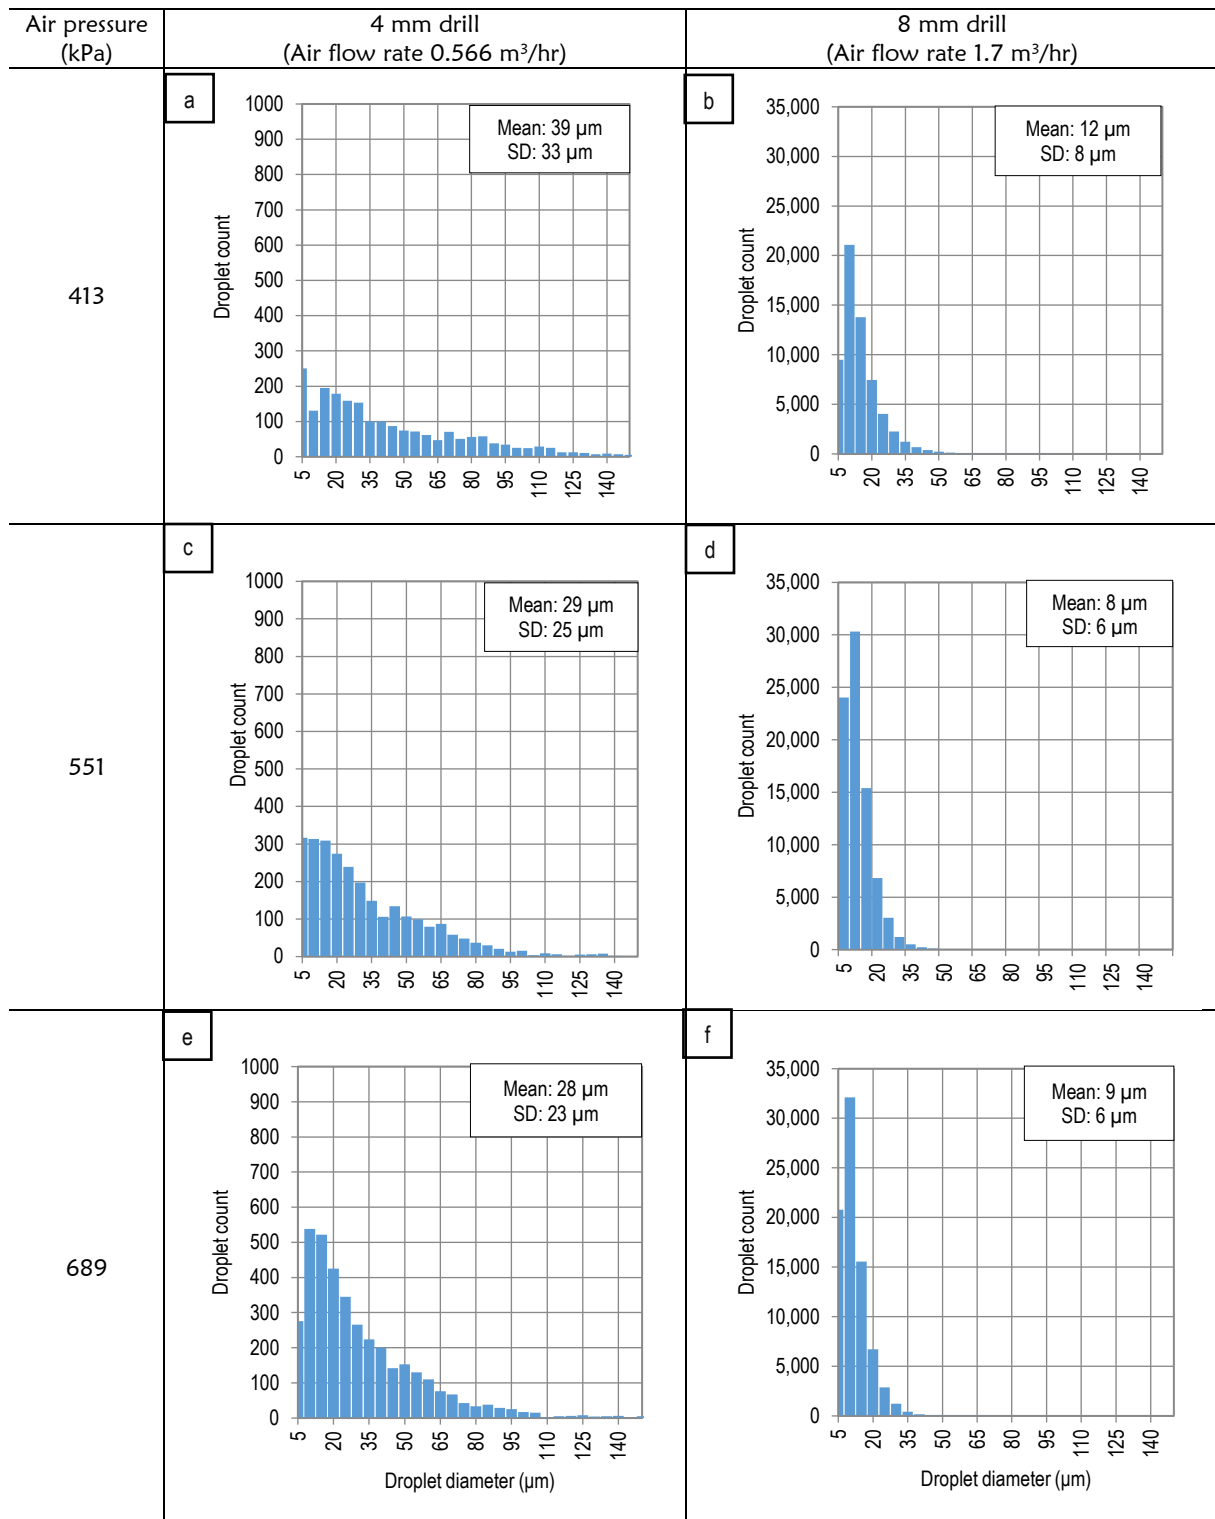 Air pressure
(kPa)
4 mm drill
(Air flow rate 0.566 m³/hr)
8 mm drill
(Air flow rate 1.7 m³/hr)
413
a
1000
900
800
700
600
500
400
300
200
100
0
Droplet count
Mean: 39 µm
SD: 33 µm
5 20 35 50 65 80 95 110 125 140
b
35,000
30,000
25,000
20,000
15,000
10,000
5,000
0
Droplet count
Mean: 12 µm
SD: 8 µm
5 20 35 50 65 80 95 110 125 140
551
c
1000
900
800
700
600
500
400
300
200
100
0
Droplet count
Mean: 29 µm
SD: 25 µm
5 20 35 50 65 80 95 110 125 140
d
35,000
30,000
25,000
20,000
15,000
10,000
5,000
0
Droplet count
Mean: 8 µm
SD: 6 µm
5 20 35 50 65 80 95 110 125 140
689
e
1000
900
800
700
600
500
400
300
200
100
0
Droplet count
Mean: 28 µm
SD: 23 µm
5 20 35 50 65 80 95 110 125 140
Droplet diameter (µm)
f
35,000
30,000
25,000
20,000
15,000
10,000
5,000
0
Droplet count
Mean: 9 µm
SD: 6 µm
5 20 35 50 65 80 95 110 125 140
Droplet diameter (µm)